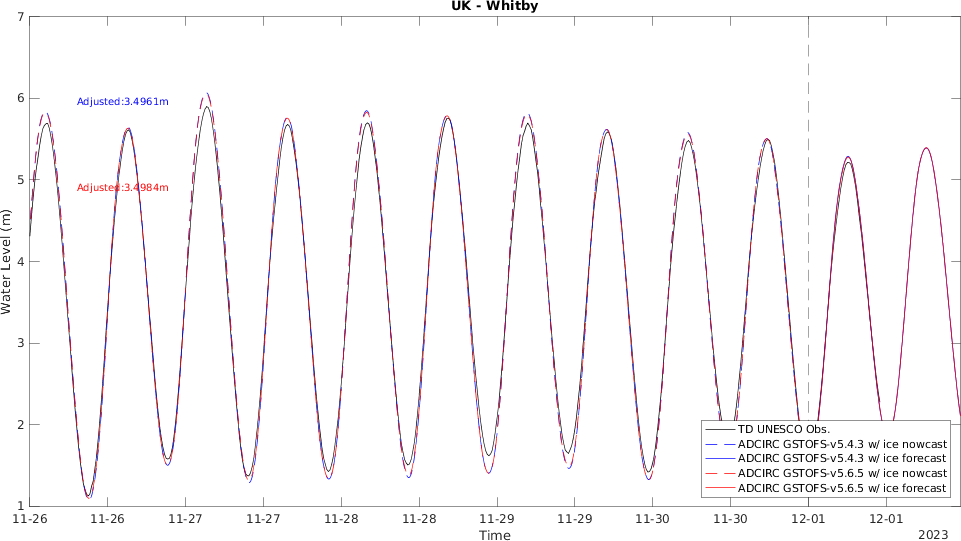 UK - Whitby
7
6
5
4
3
2
1
Water Level (m)
Adjusted:3.4961m
Adjusted:3.4984m
TD UNESCO Obs.
ADCIRC GSTOFS-v5.4.3 w/ ice nowcast
ADCIRC GSTOFS-v5.4.3 w/ ice forecast
ADCIRC GSTOFS-v5.6.5 w/ ice nowcast
ADCIRC GSTOFS-v5.6.5 w/ ice forecast
11-26 11-26 11-27 11-27 11-28 11-28 11-29 11-29 11-30 11-30 12-01 12-01
Time
2023